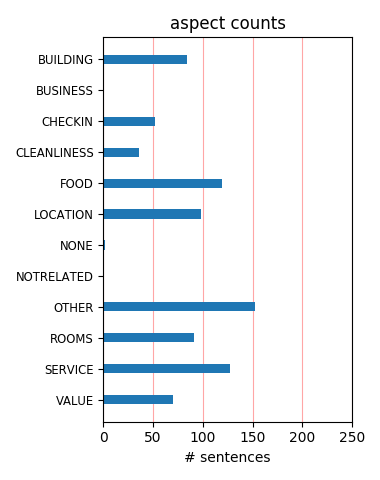 aspect counts
BUILDING
BUSINESS
CHECKIN
CLEANLINESS
FOOD
LOCATION
NONE
NOTRELATED
OTHER
ROOMS
SERVICE
VALUE
0 50 100 150 200 250
# sentences